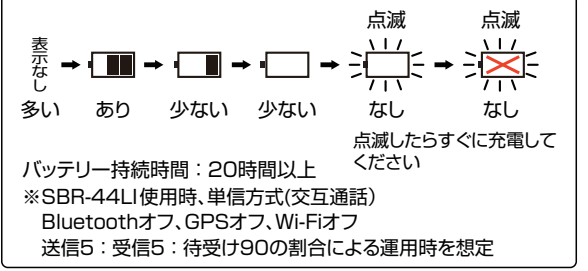 点滅 点滅
表示なし
多い あり 少ない 少ない なし なし
点滅したらすぐに充電して
ください
バッテリー持続時間：20時間以上
※SBR-44LI使用時、単信方式(交互通話)
Bluetoothオフ、GPSオフ、Wi-Fiオフ
送信5：受信5：待受け90の割合による運用時を想定